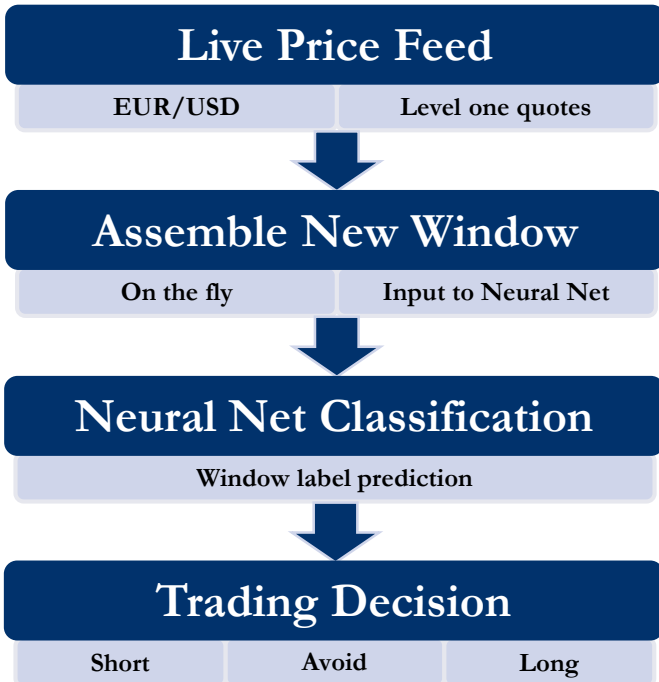 Live Price Feed
EUR/USD Level one quotes
Assemble New Window
On the fly Input to Neural Net
Neural Net Classification
Window label prediction
Trading Decision
Short Avoid Long